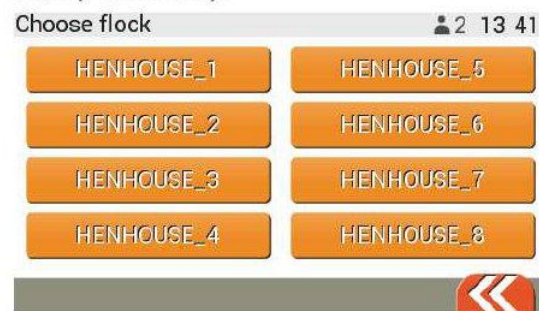 Choose flock 2 13 41
HENHOUSE_1 HENHOUSE_5
HENHOUSE_2 HENHOUSE_6
HENHOUSE_3 HENHOUSE_7
HENHOUSE_4 HENHOUSE_8